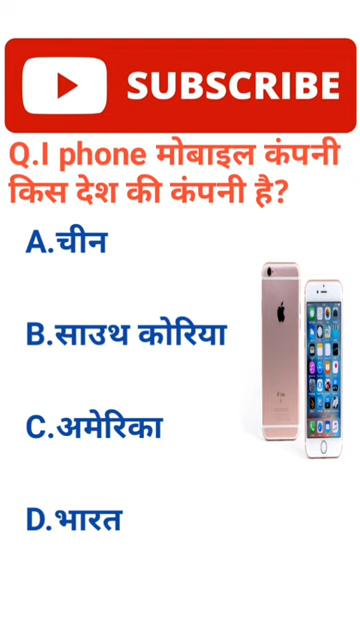 SUBSCRIBE
Q.I phone मोबाइल कंपनी
किस देश की कंपनी है?
A.चीन
B.साउथ कोरिया
C.अमेरिका
D.भारत